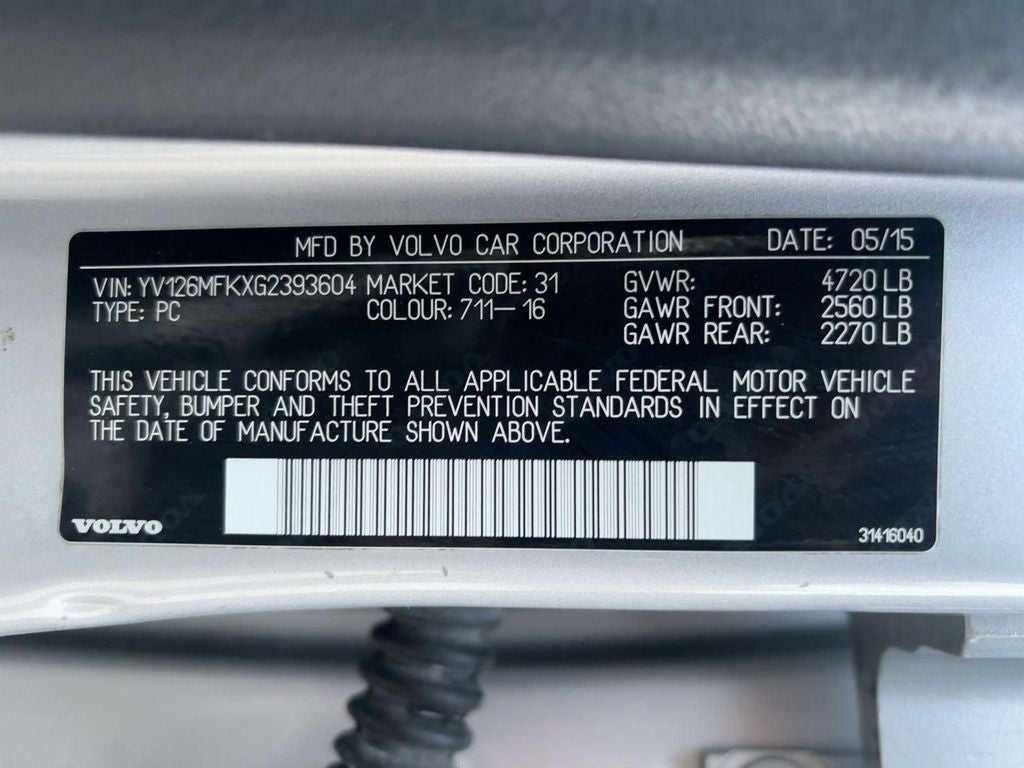 MFD BY VOLVO CAR CORPORATION DATE: 05/15
VIN: YV126MFKXG2393604 MARKET CODE: 31 GVWR: 4720 LB
TYPE: PC COLOUR: 711-16 GAWR FRONT: 2560 LB
GAWR REAR: 2270 LB
THIS VEHICLE CONFORMS TO ALL APPLICABLE FEDERAL MOTOR VEHICLE
SAFETY, BUMPER AND THEFT PREVENTION STANDARDS IN EFFECT ON
THE DATE OF MANUFACTURE SHOWN ABOVE.
VOLVO
31416040